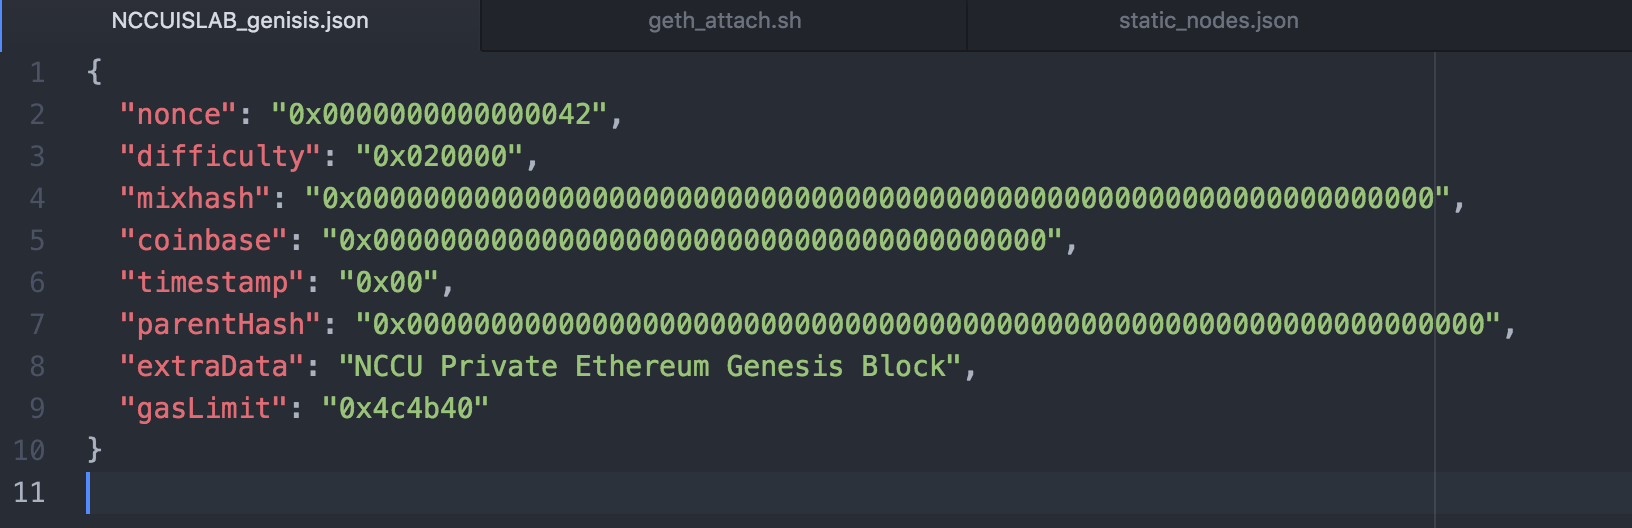 NCCUISLAB_genisis.json geth_attach.sh static_nodes.json
1 {
2 "nonce": "0x0000000000000042",
3 "difficulty": "0x020000",
4 "mixhash": "0x0000000000000000000000000000000000000000000000000000000000000000",
5 "coinbase": "0x0000000000000000000000000000000000000000",
6 "timestamp": "0x00",
7 "parentHash": "0x0000000000000000000000000000000000000000000000000000000000000000",
8 "extraData": "NCCU Private Ethereum Genesis Block",
9 "gasLimit": "0x4c4b40"
10 }
11